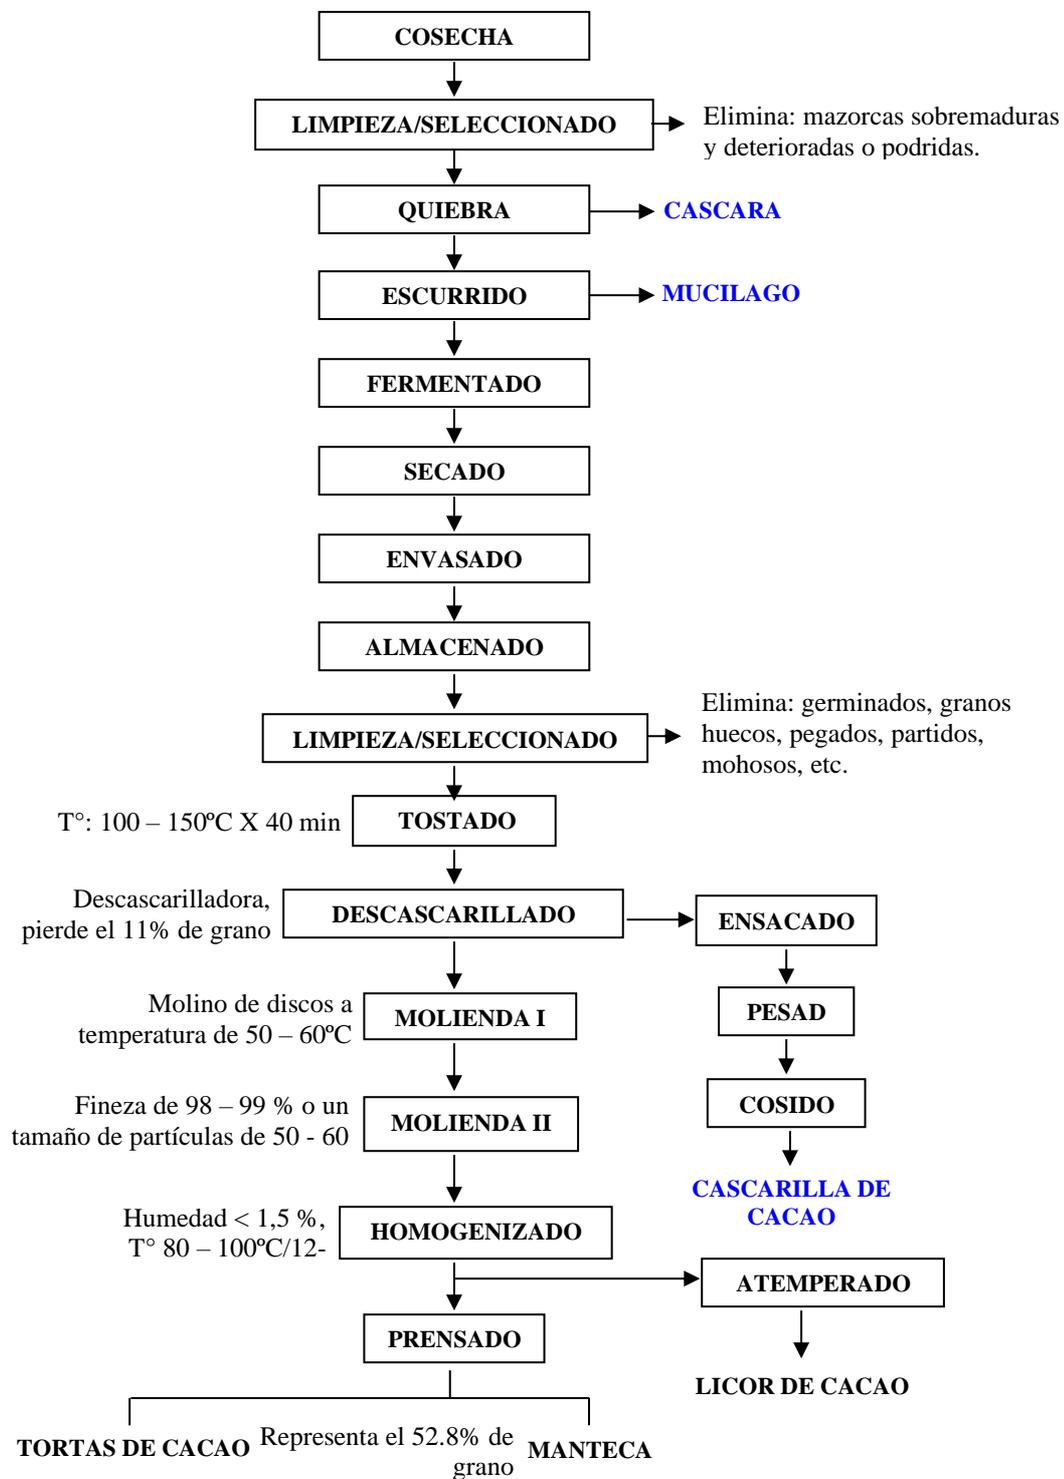 COSECHA
LIMPIEZA/SELECCIONADO
Elimina: mazorcas sobremaduras
y deterioradas o podridas.
QUIEBRA
CASCARA
ESCURRIDO
MUCILAGO
FERMENTADO
SECADO
ENVASADO
ALMACENADO
LIMPIEZA/SELECCIONADO
Elimina: germinados, granos
huecos, pegados, partidos,
mohosos, etc.
T°: 100 – 150ºC X 40 min
TOSTADO
Descascarilladora,
pierde el 11% de grano
DESCASCARILLADO
ENSACADO
Molino de discos a
temperatura de 50 – 60ºC
MOLIENDA I
PESAD
Fineza de 98 – 99 % o un
tamaño de partículas de 50 - 60
MOLIENDA II
COSIDO
CASCARILLA DE
CACAO
Humedad < 1,5 %,
T° 80 – 100ºC/12-
HOMOGENIZADO
ATEMPERADO
PRENSADO
LICOR DE CACAO
TORTAS DE CACAO
Representa el 52.8% de
grano
MANTECA